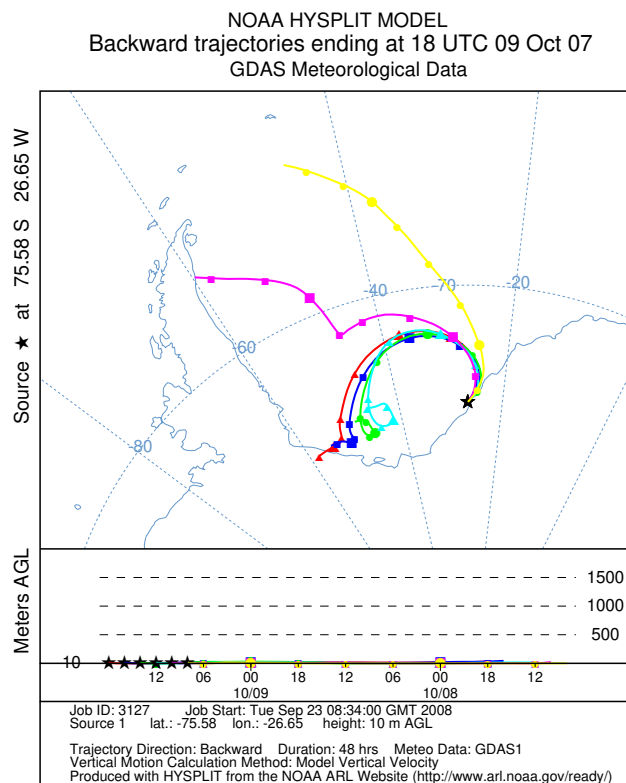 NOAA HYSPLIT MODEL
Backward trajectories ending at 18 UTC 09 Oct 07
GDAS Meteorological Data
Source ★ at 75.58 S 26.65 W
-40
-70
-20
-60
-80
Meters AGL
1500
1000
500
10
12 06 00 18 12 06 00 18 12
10/09 10/08
Job ID: 3127 Job Start: Tue Sep 23 08:34:00 GMT 2008
Source 1 lat.: -75.58 lon.: -26.65 height: 10 m AGL
Trajectory Direction: Backward Duration: 48 hrs Meteo Data: GDAS1
Vertical Motion Calculation Method: Model Vertical Velocity
Produced with HYSPLIT from the NOAA ARL Website (http://www.arl.noaa.gov/ready/)